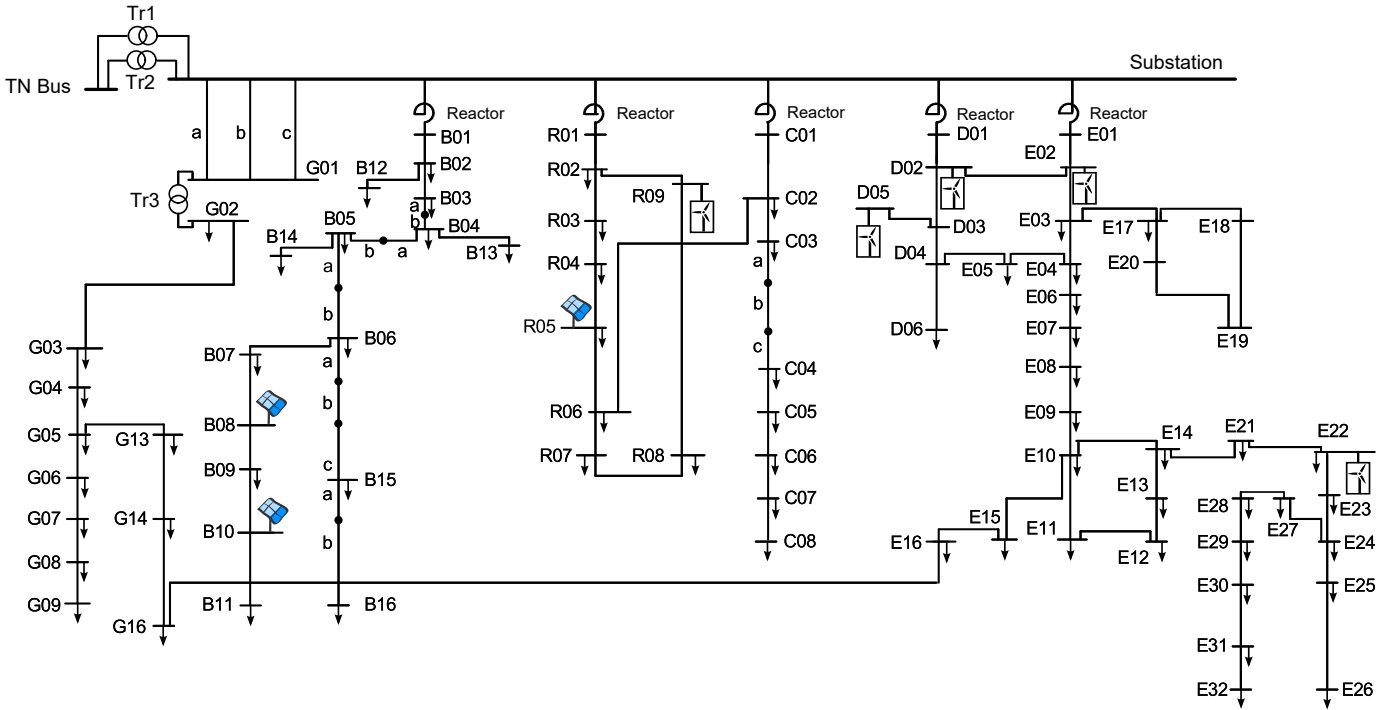 Tr1
Substation
TN Bus
Tr2
Reactor
Reactor
Reactor
Reactor
a
b
c
B01
R01
C01
D01
E01
G01
B12
B02
R02
D02
E02
Tr3
B03
R09
C02
D05
G02
a
b
B05
B04
R03
D03
E03
E17
E18
B14
b
a
B13
C03
D04
E05
E04
E20
a
R04
a
E06
b
b
R05
D06
E07
E19
G03
B07
B06
c
a
C04
E08
G04
B08
b
R06
C05
E09
G05
G13
E14
E21
E22
c
R07
R08
C06
E10
G06
B09
a
B15
E13
G07
G14
B10
C07
E15
E11
E28
E27
E23
b
G08
C08
E16
E12
E29
E24
E30
E25
G09
B11
B16
G16
E31
E32
E26